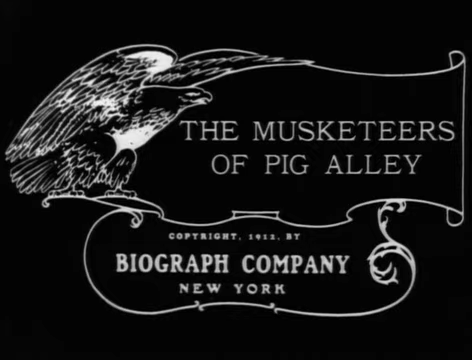 THE MUSKETEERS
OF PIG ALLEY
COPYRIGHT, 1912, BY
BIOGRAPH COMPANY
NEW YORK